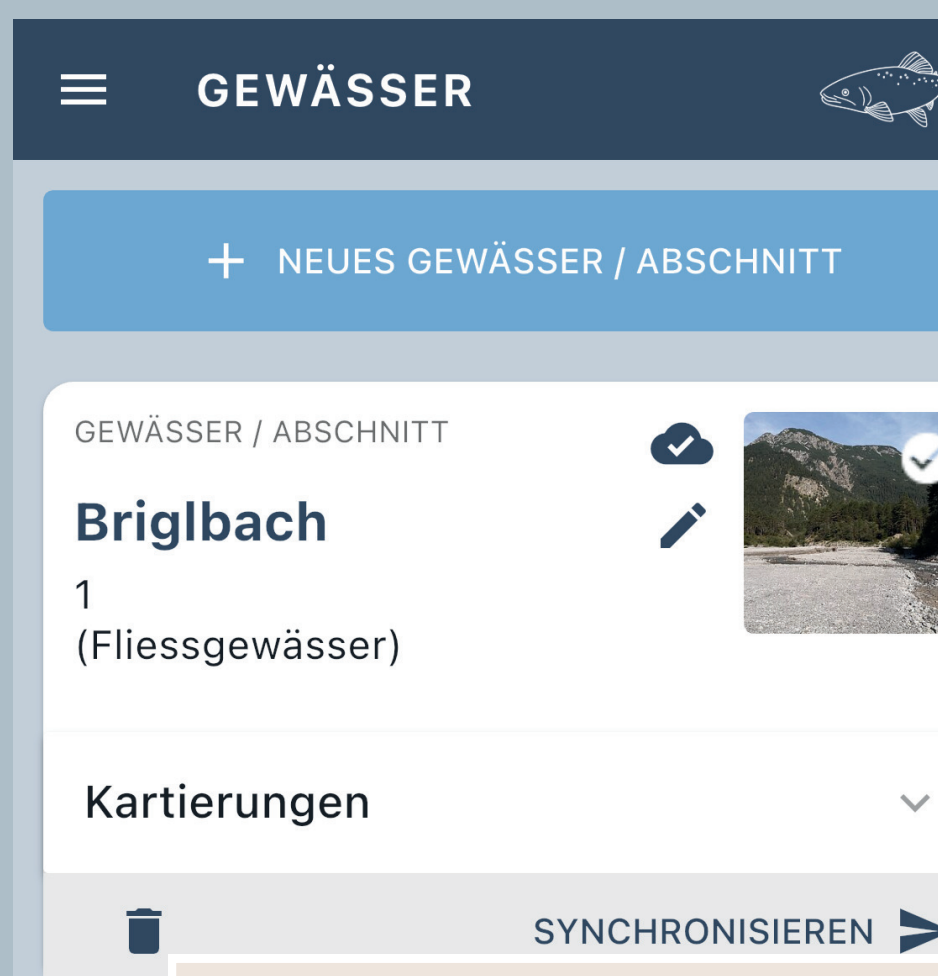 GEWÄSSER
+ NEUES GEWÄSSER / ABSCHNITT
GEWÄSSER / ABSCHNITT
Briglbach
1
(Fliessgewässer)
Kartierungen
SYNCHRONISIEREN